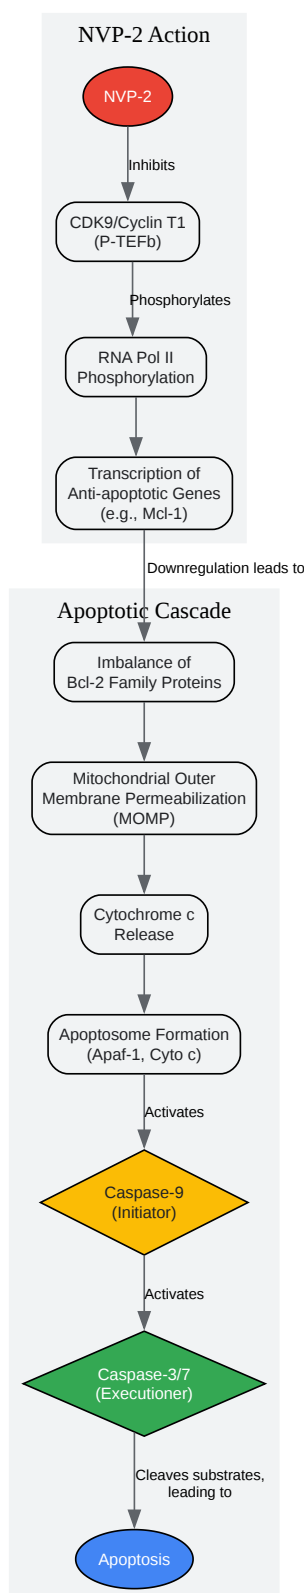 NVP-2 Action
NVP-2
Inhibits
CDK9/Cyclin T1
(P-TEFb)
Phosphorylates
RNA Pol II
Phosphorylation
Transcription of
Anti-apoptotic Genes
(e.g., Mcl-1)
Downregulation leads to
Apoptotic Cascade
Imbalance of
Bcl-2 Family Proteins
Mitochondrial Outer
Membrane Permeabilization
(MOMP)
Cytochrome c
Release
Apoptosome Formation
(Apaf-1, Cyto c)
Activates
Caspase-9
(Initiator)
Activates
Caspase-3/7
(Executioner)
Cleaves substrates,
leading to
Apoptosis